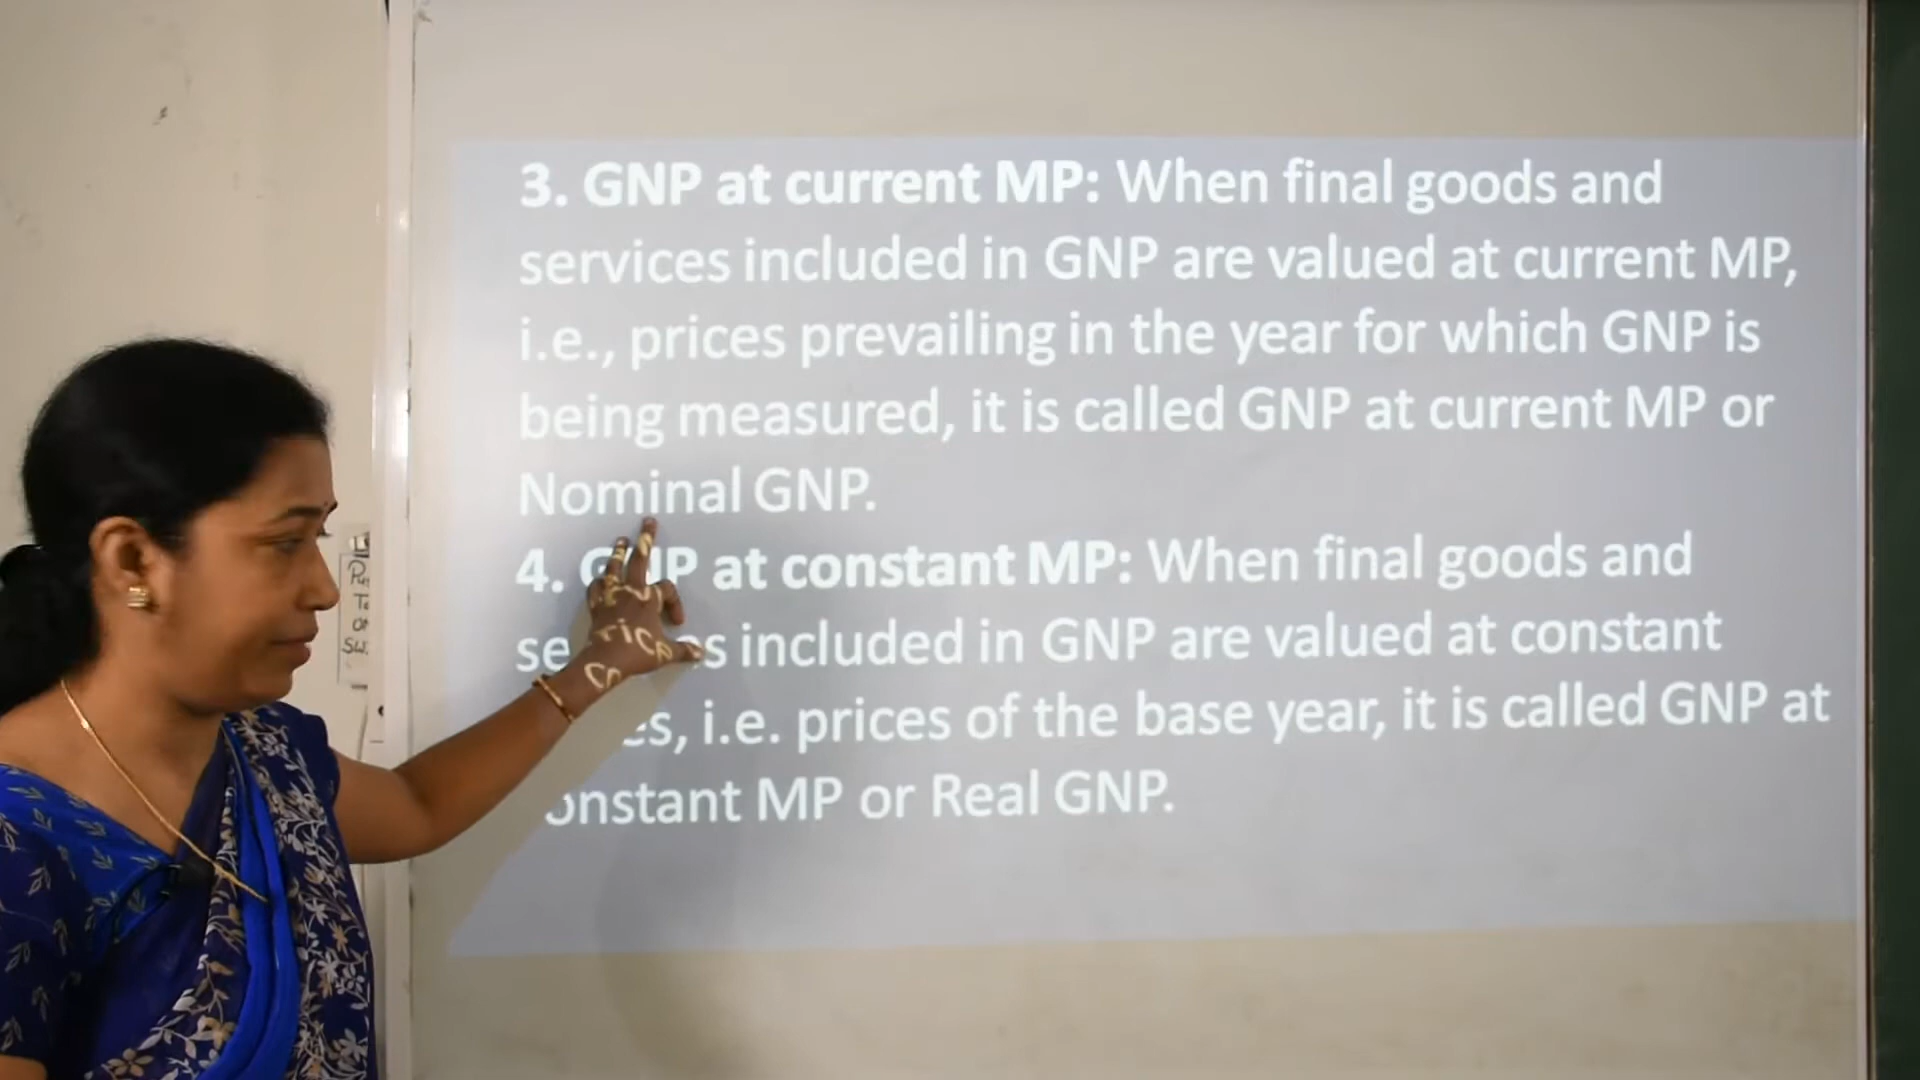 3. GNP at current MP: When final goods and
services included in GNP are valued at current MP,
i.e., prices prevailing in the year for which GNP is
being measured, it is called GNP at current MP or
Nominal GNP.
4. GNP at constant MP: When final goods and
included in GNP are valued at constant
i.e. prices of the base year, it is called GNP at
MP or Real GNP.